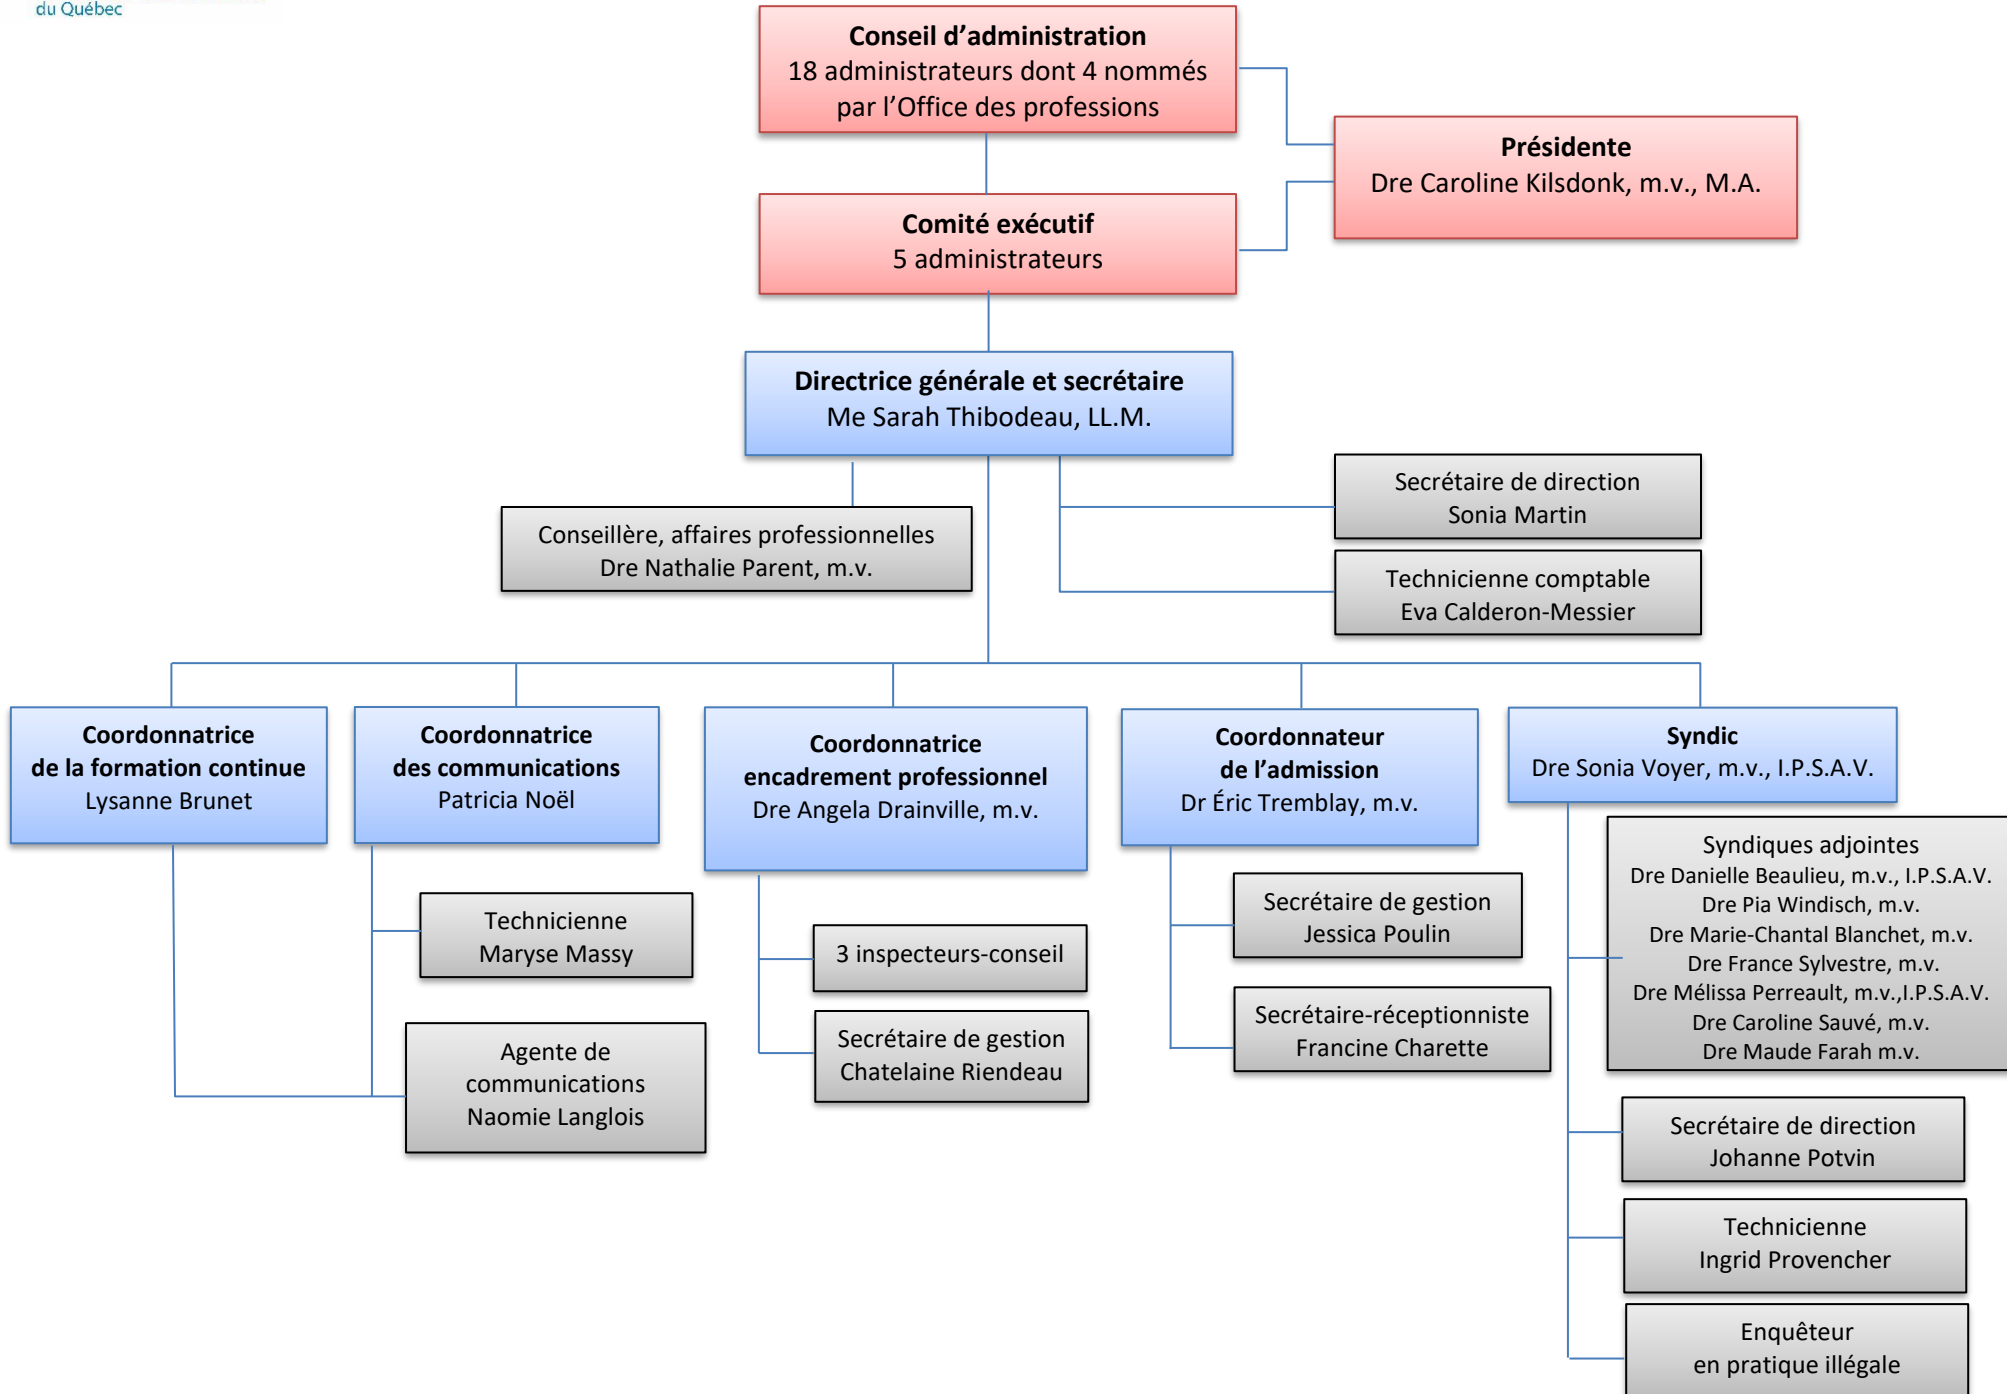 du Québec
Conseil d'administration
18 administrateurs dont 4 nommés
par l'Office des professions
Présidente
Dre Caroline Kilsdonk, m.v., M.A.
Comité exécutif
5 administrateurs
Directrice générale et secrétaire
Me Sarah Thibodeau, LL.M.
Conseillère, affaires professionnelles
Dre Nathalie Parent, m.v.
Secrétaire de direction
Sonia Martin
Technicienne comptable
Eva Calderon-Messier
Coordonnatrice
de la formation continue
Lysanne Brunet
Coordonnatrice
des communications
Patricia Noël
Coordonnatrice
encadrement professionnel
Dre Angela Drainville, m.v.
Coordonnateur
de l'admission
Dr Éric Tremblay, m.v.
Syndic
Dre Sonia Voyer, m.v., I.P.S.A.V.
Technicienne
Maryse Massy
Agente de
communications
Naomie Langlois
3 inspecteurs-conseil
Secrétaire de gestion
Chatelaine Riendeau
Secrétaire de gestion
Jessica Poulin
Secrétaire-réceptionniste
Francine Charette
Syndiques adjointes
Dre Danielle Beaulieu, m.v., I.P.S.A.V.
Dre Pia Windisch, m.v.
Dre Marie-Chantal Blanchet, m.v.
Dre France Sylvestre, m.v.
Dre Mélissa Perreault, m.v.,I.P.S.A.V.
Dre Caroline Sauvé, m.v.
Dre Maude Farah m.v.
Secrétaire de direction
Johanne Potvin
Technicienne
Ingrid Provencher
Enquêteur
en pratique illégale